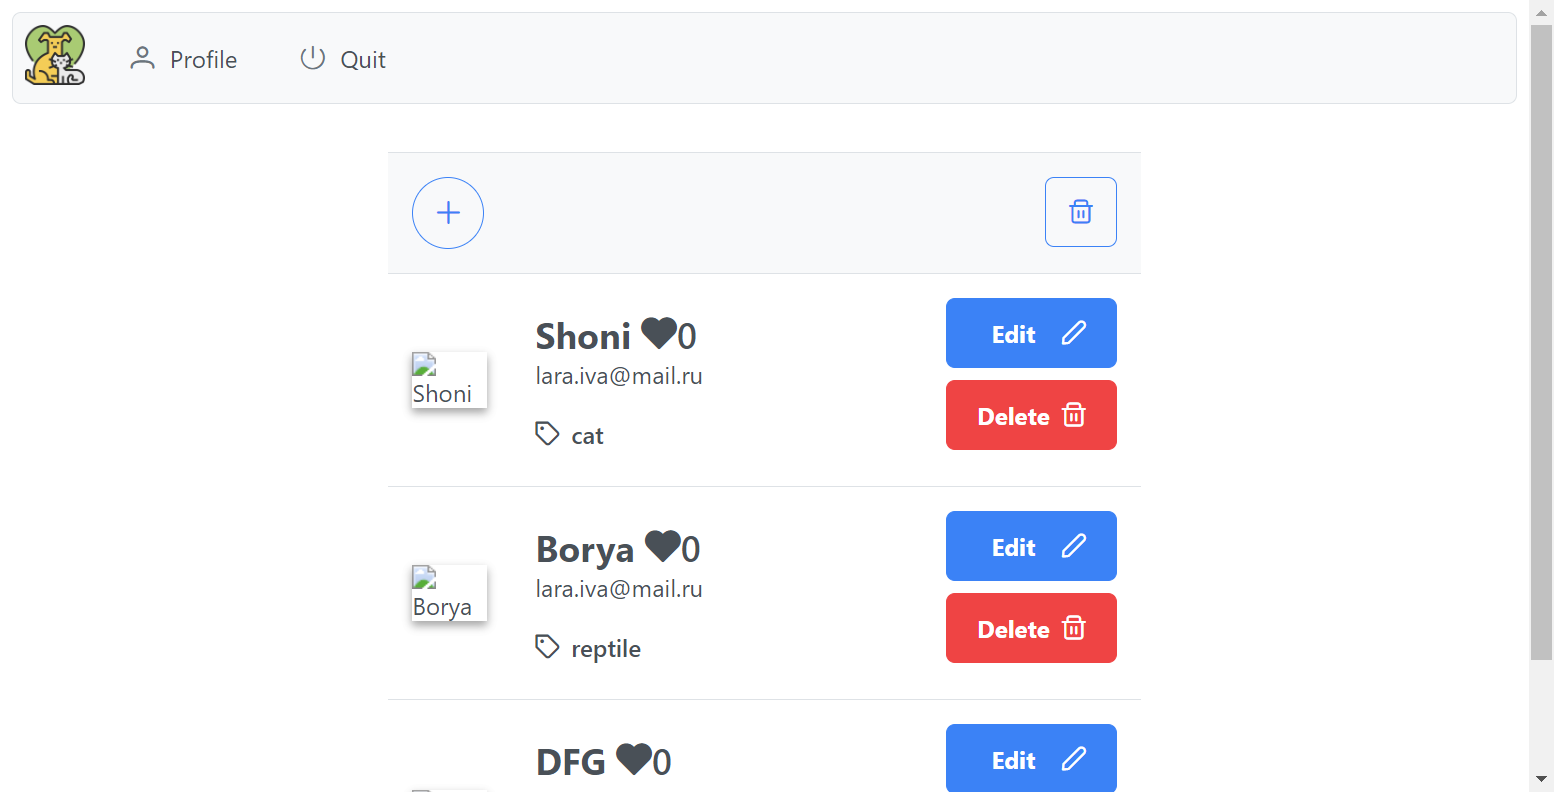 Profile
Quit
Shoni 0
lara.iva@mail.ru
cat
Shoni
Edit
Delete
Borya 0
lara.iva@mail.ru
reptile
Borya
Edit
Delete
DFG 0
Edit